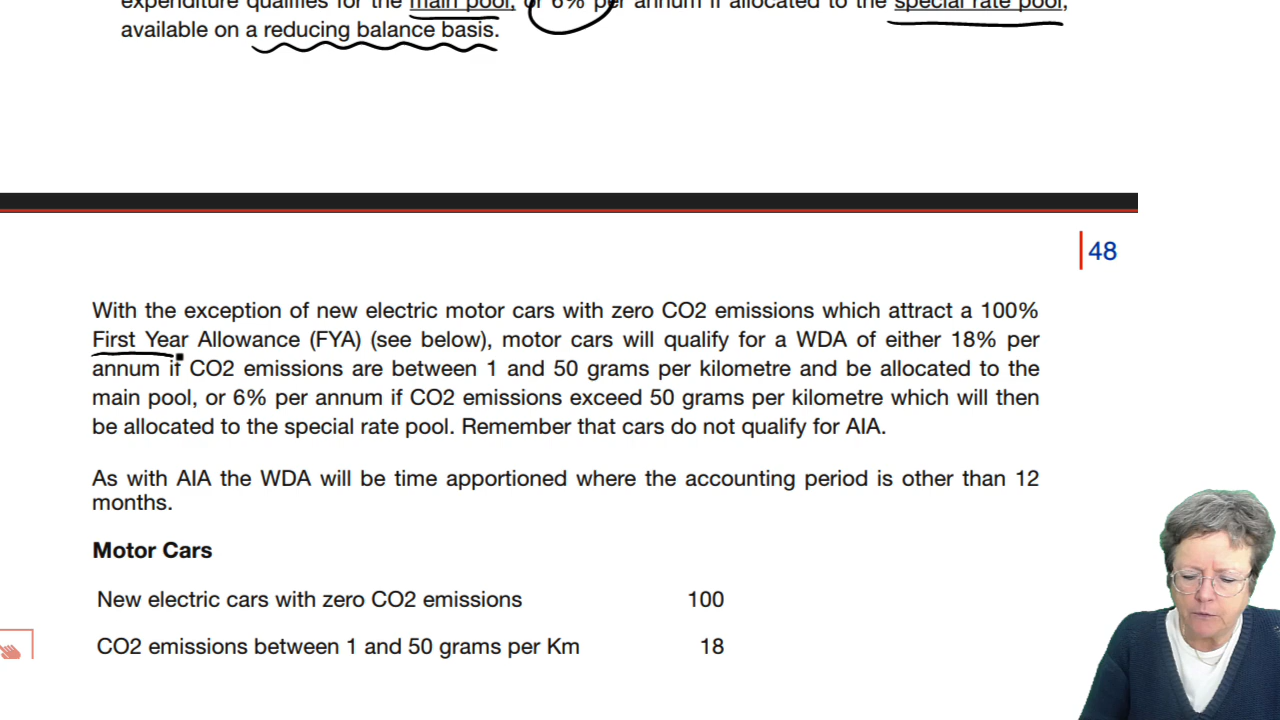 expenditure qualifies for the main pool, or 6% per annum if allocated to the special rate pool,
available on a reducing balance basis.
48
With the exception of new electric motor cars with zero CO2 emissions which attract a 100%
First Year Allowance (FYA) (see below), motor cars will qualify for a WDA of either 18% per
annum if CO2 emissions are between 1 and 50 grams per kilometre and be allocated to the
main pool, or 6% per annum if CO2 emissions exceed 50 grams per kilometre which will then
be allocated to the special rate pool. Remember that cars do not qualify for AIA.
As with AIA the WDA will be time apportioned where the accounting period is other than 12
months.
Motor Cars
New electric cars with zero CO2 emissions 100
CO2 emissions between 1 and 50 grams per Km 18